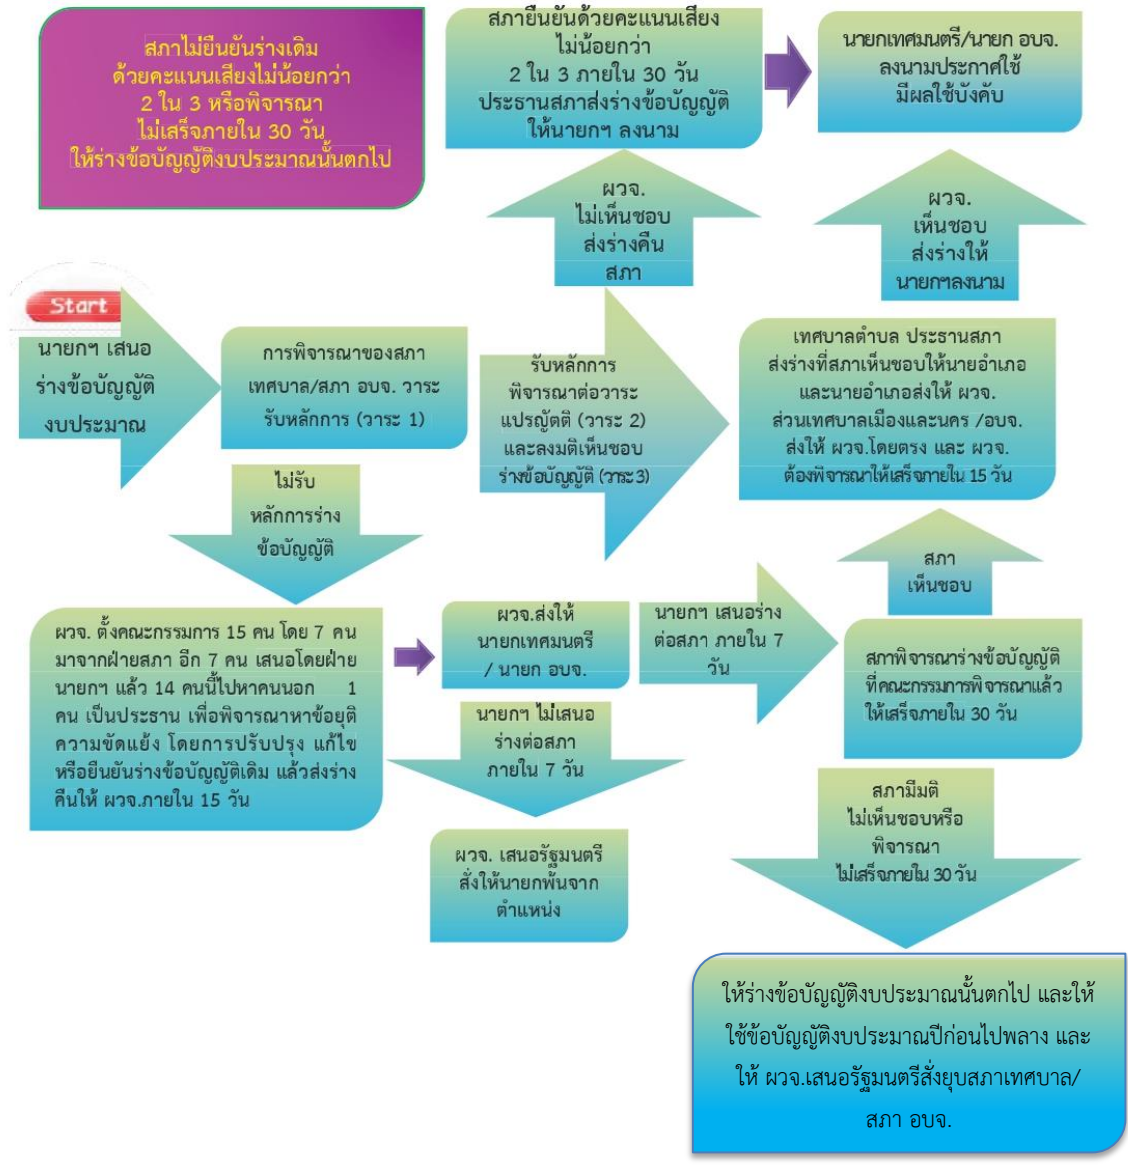 สภาไม่ยืนยันร่างเดิม
ด้วยคะแนนเสียงไม่น้อยกว่า
2 ใน 3 หรือพิจารณา
ไม่เสร็จภายใน 30 วัน
ให้ร่างข้อบัญญัติงบประมาณนั้นตกไป
สภายืนยันด้วยคะแนนเสียง
ไม่น้อยกว่า
2 ใน 3 ภายใน 30 วัน
ประธานสภาส่งร่างข้อบัญญัติ
ให้นายกฯ ลงนาม
นายกเทศมนตรี/นายก อบจ.
ลงนามประกาศใช้
มีผลใช้บังคับ
ผวจ.
ไม่เห็นชอบ
ส่งร่างคืน
สภา
ผวจ.
เห็นชอบ
ส่งร่างให้
นายกฯลงนาม
Start
นายกฯ เสนอ
ร่างข้อบัญญัติ
งบประมาณ
การพิจารณาของสภา
เทศบาล/สภา อบจ. วาระ
รับหลักการ (วาระ 1)
รับหลักการ
พิจารณาต่อวาระ
แปรญัตติ (วาระ 2)
และลงมติเห็นชอบ
ร่างข้อบัญญัติ (วาระ3)
เทศบาลตำบล ประธานสภา
ส่งร่างที่สภาเห็นชอบให้นายอำเภอ
และนายอำเภอส่งให้ ผวจ.
ส่วนเทศบาลเมืองและนคร /อบจ.
ส่งให้ ผวจ.โดยตรง และ ผวจ.
ต้องพิจารณาให้เสร็จภายใน 15 วัน
ไม่รับ
หลักการร่าง
ข้อบัญญัติ
สภา
เห็นชอบ
ผวจ. ตั้งคณะกรรมการ 15 คน โดย 7 คน
มาจากฝ่ายสภา อีก 7 คน เสนอโดยฝ่าย
นายกฯ แล้ว 14 คนนี้ไปหาคนนอก 1
คน เป็นประธาน เพื่อพิจารณาหาข้อยุติ
ความขัดแย้ง โดยการปรับปรุง แก้ไข
หรือยืนยันร่างข้อบัญญัติเดิม แล้วส่งร่าง
คืนให้ ผวจ.ภายใน 15 วัน
ผวจ.ส่งให้
นายกเทศมนตรี
/ นายก อบจ.
นายกฯ เสนอร่าง
ต่อสภา ภายใน 7
วัน
สภาพิจารณาร่างข้อบัญญัติ
ที่คณะกรรมการพิจารณาแล้ว
ให้เสร็จภายใน 30 วัน
นายกฯ ไม่เสนอ
ร่างต่อสภา
ภายใน 7 วัน
ผวจ. เสนอรัฐมนตรี
สั่งให้นายกพ้นจาก
ตำแหน่ง
สภามีมติ
ไม่เห็นชอบหรือ
พิจารณา
ไม่เสร็จภายใน 30 วัน
ให้ร่างข้อบัญญัติงบประมาณนั้นตกไป และให้
ใช้ข้อบัญญัติงบประมาณปีก่อนไปพลาง และ
ให้ ผวจ.เสนอรัฐมนตรีสั่งยุบสภาเทศบาล/
สภา อบจ.